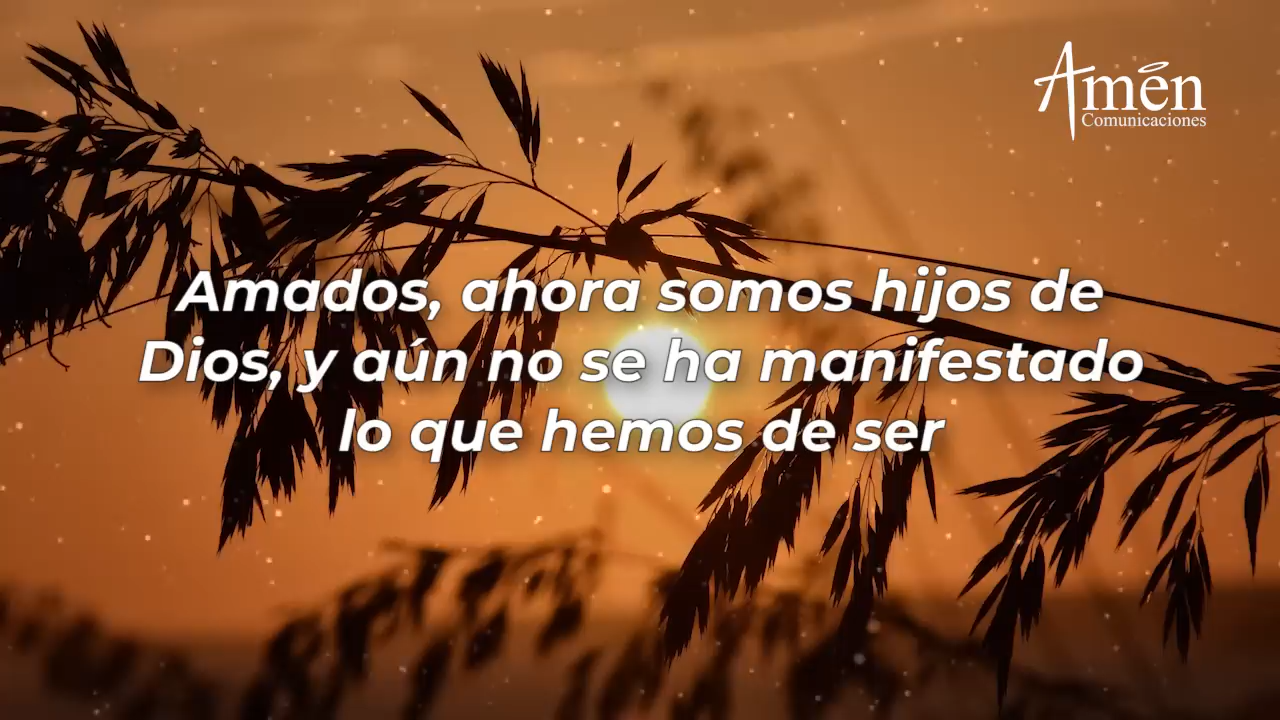 Amén
Comunicaciones
Amados, ahora somos hijos de
Dios, y aún no se ha manifestado
lo que hemos de ser